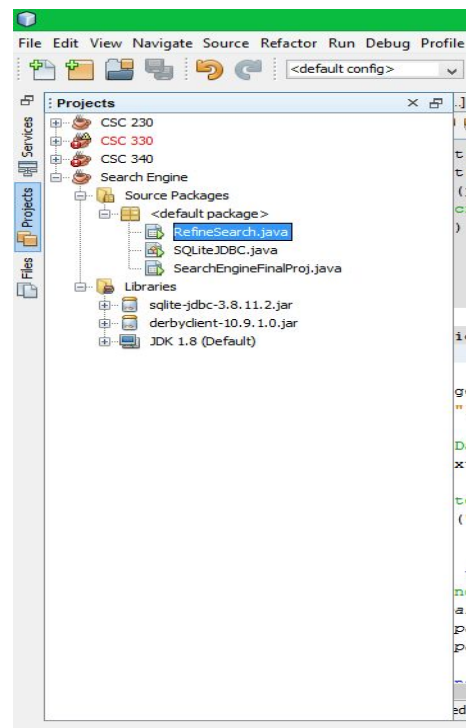 File Edit View Navigate Source Refactor Run Debug Profile
<default config>
Projects
Services
Projects
Files
CSC 230
CSC 330
CSC 340
Search Engine
Source Packages
<default package>
RefineSearch.java
SQLiteJDBC.java
SearchEngineFinalProj.java
Libraries
sqlite-jdbc-3.8.11.2.jar
derbyclient-10.9.1.0.jar
JDK 1.8 (Default)